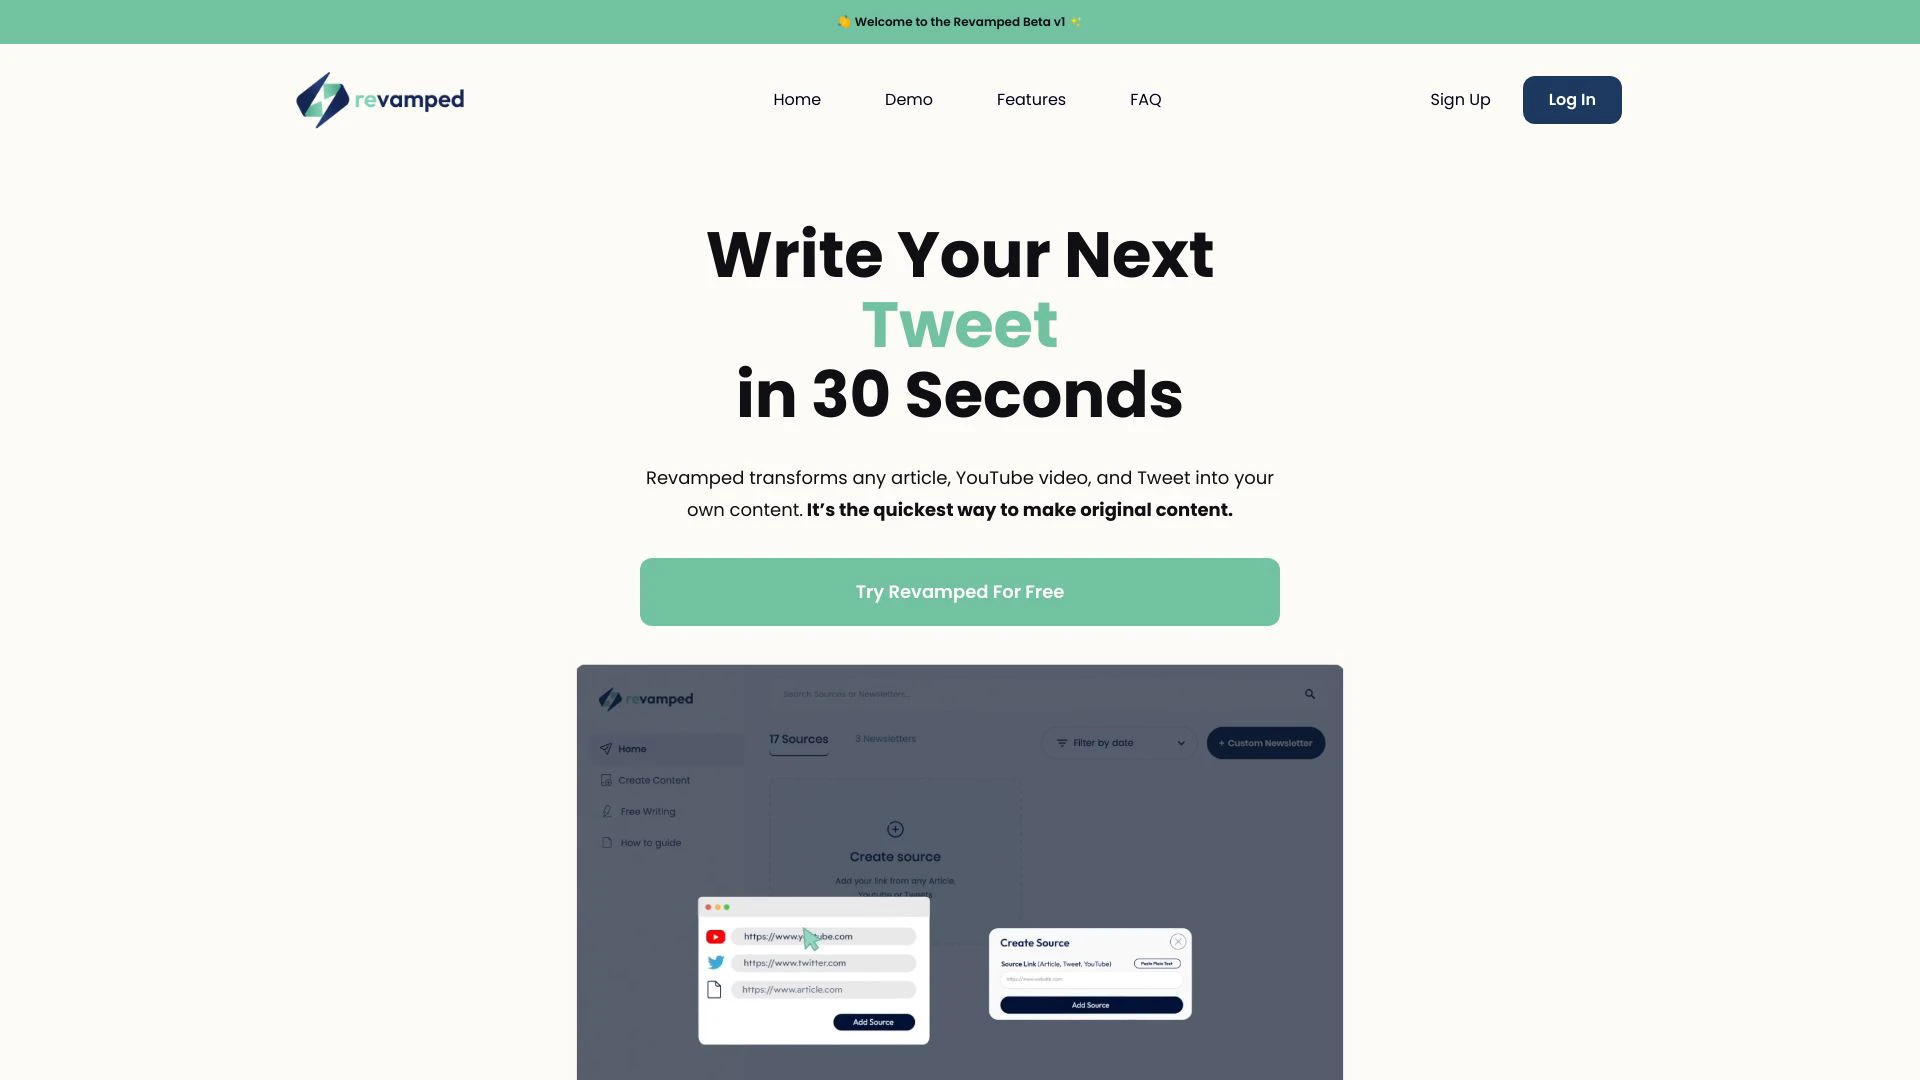 👋 Welcome to the Revamped Beta v1 ✨
revamped
Home
Demo
Features
FAQ
Sign Up
Log In
Write Your Next
Tweet
in 30 Seconds
Revamped transforms any article, YouTube video, and Tweet into your
own content. It’s the quickest way to make original content.
Try Revamped For Free
revamped
Search Sources or Newsletters...
17 Sources
3 Newsletters
Filter by date
+ Custom Newsletter
Home
Create Content
Free Writing
How to guide
Create source
Add your link from any Article,
Youtube or Tweets
https://www.youtube.com
https://www.twitter.com
https://www.article.com
Add Source
Create Source
Source Link (Article, Tweet, YouTube)
Paste Plain Text
https://www.website.com
Add Source